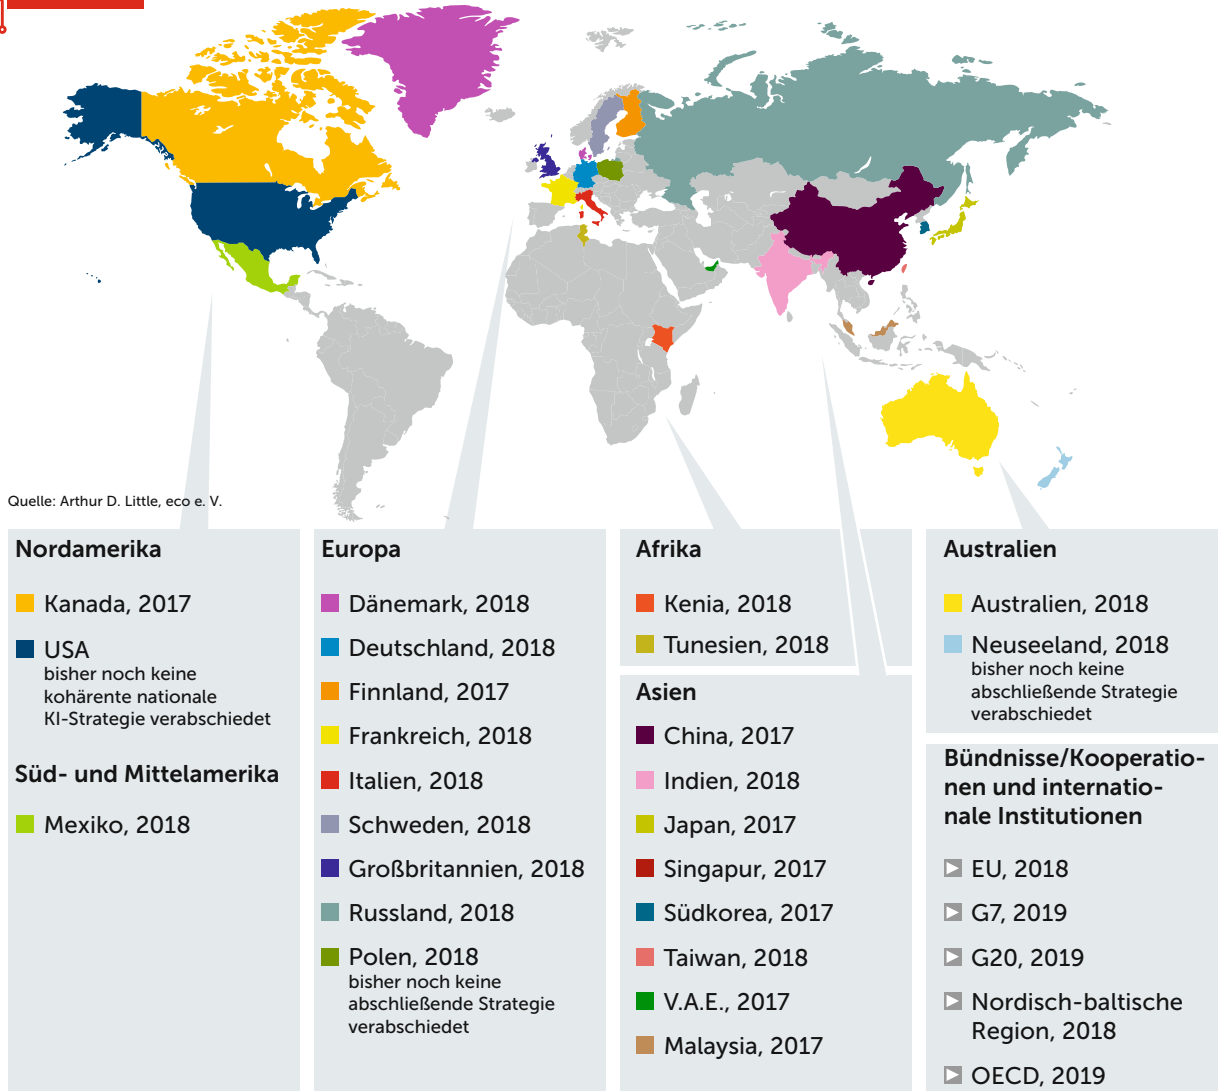 Quelle: Arthur D. Little, eco e. V.
Nordamerika
Kanada, 2017
USA
bisher noch keine
kohärente nationale
KI-Strategie verabschiedet
Süd- und Mittelamerika
Mexiko, 2018
Europa
Dänemark, 2018
Deutschland, 2018
Finnland, 2017
Frankreich, 2018
Italien, 2018
Schweden, 2018
Großbritannien, 2018
Russland, 2018
Polen, 2018
bisher noch keine
abschließende Strategie
verabschiedet
Afrika
Kenia, 2018
Tunesien, 2018
Asien
China, 2017
Indien, 2018
Japan, 2017
Singapur, 2017
Südkorea, 2017
Taiwan, 2018
V.A.E., 2017
Malaysia, 2017
Australien
Australien, 2018
Neuseeland, 2018
bisher noch keine
abschließende Strategie
verabschiedet
Bündnisse/Kooperatio-
nen und internatio-
nale Institutionen
EU, 2018
G7, 2019
G20, 2019
Nordisch-baltische
Region, 2018
OECD, 2019